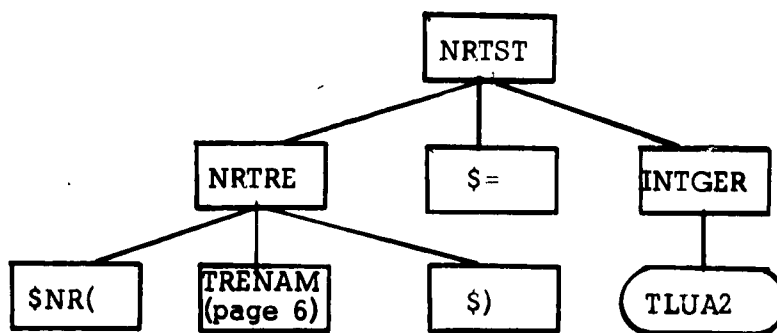 NRTST
NRTRE
$=
INTGER
$NR(
TRENAM
(page 6)
$)
TLUA2